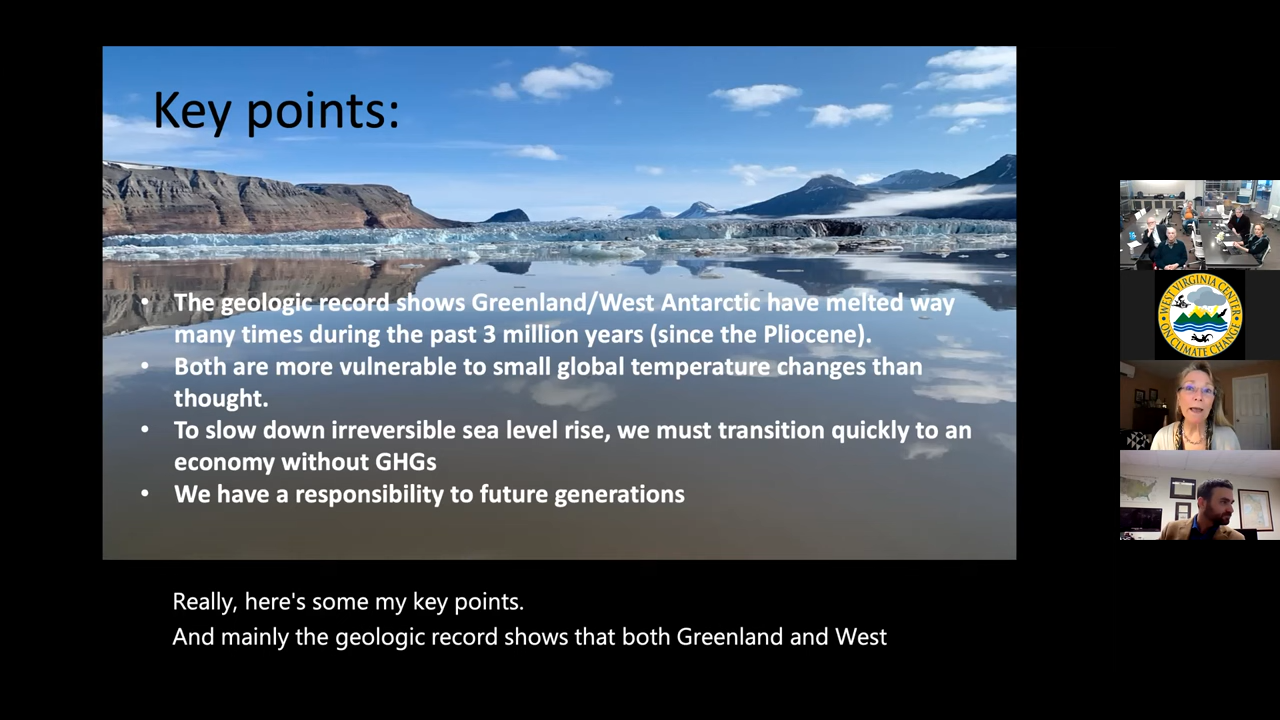 Key points:
• The geologic record shows Greenland/West Antarctic have melted way
many times during the past 3 million years (since the Pliocene).
• Both are more vulnerable to small global temperature changes than
thought.
• To slow down irreversible sea level rise, we must transition quickly to an
economy without GHGs
• We have a responsibility to future generations
Really, here's some my key points.
And mainly the geologic record shows that both Greenland and West
WEST VIRGINIA CENTER
ON CLIMATE CHANGE